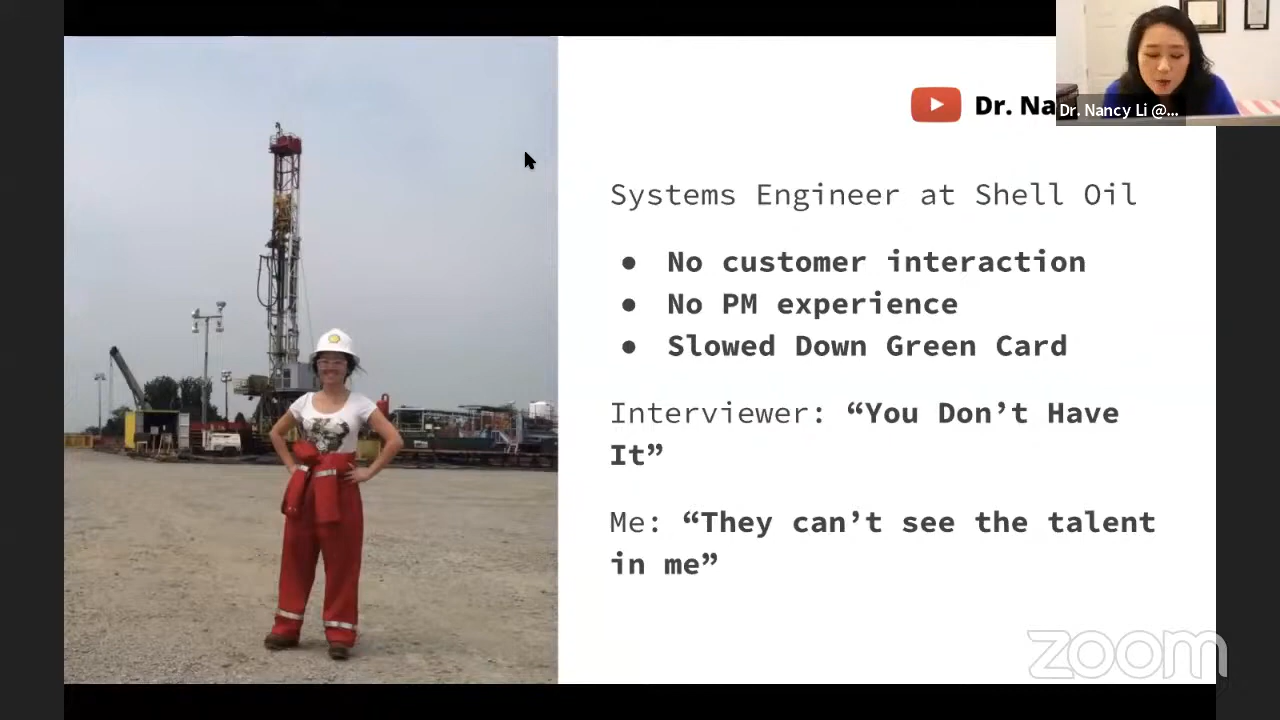 Dr. Na
Dr. Nancy Li @...
Systems Engineer at Shell Oil
● No customer interaction
● No PM experience
● Slowed Down Green Card
Interviewer: “You Don’t Have
It”
Me: “They can’t see the talent
in me”
zoom